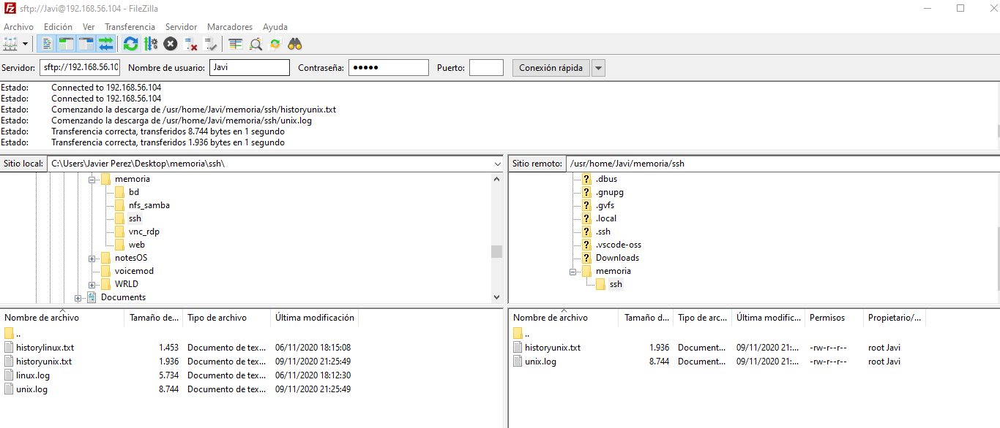 sftp://Javi@192.168.56.104 - FileZilla
Archivo Edición Ver Transferencia Servidor Marcadores Ayuda
Servidor: sftp://192.168.56.10 Nombre de usuario: Javi Contraseña: ●●●●● Puerto: Conexión rápida
Estado: Connected to 192.168.56.104
Estado: Connected to 192.168.56.104
Estado: Comenzando la descarga de /usr/home/Javi/memoria/ssh/historyunix.txt
Estado: Comenzando la descarga de /usr/home/Javi/memoria/ssh/unix.log
Estado: Transferencia correcta, transferidos 8.744 bytes en 1 segundo
Estado: Transferencia correcta, transferidos 1.936 bytes en 1 segundo
Sitio local: C:\Users\Javier Perez\Desktop\memoria\ssh\
memoria
bd
nfs_samba
ssh
vnc_rdp
web
notesOS
voicemod
WRLD
Documents
Sitio remoto: /usr/home/Javi/memoria/ssh
.dbus
.gnupg
.gvfs
.local
.ssh
.vscode-oss
Downloads
memoria
ssh
Nombre de archivo Tamaño de... Tipo de archivo Última modificación
..
historylinux.txt 1.453 Documento de tex... 06/11/2020 18:15:08
historyunix.txt 1.936 Documento de tex... 09/11/2020 21:25:49
linux.log 5.734 Documento de tex... 06/11/2020 18:12:30
unix.log 8.744 Documento de tex... 09/11/2020 21:25:49
Nombre de archivo Tamaño d... Tipo de arc... Última modific... Permisos Propietario/...
..
historyunix.txt 1.936 Document... 09/11/2020 21:... -rw-r--r-- root Javi
unix.log 8.744 Document... 09/11/2020 21:... -rw-r--r-- root Javi